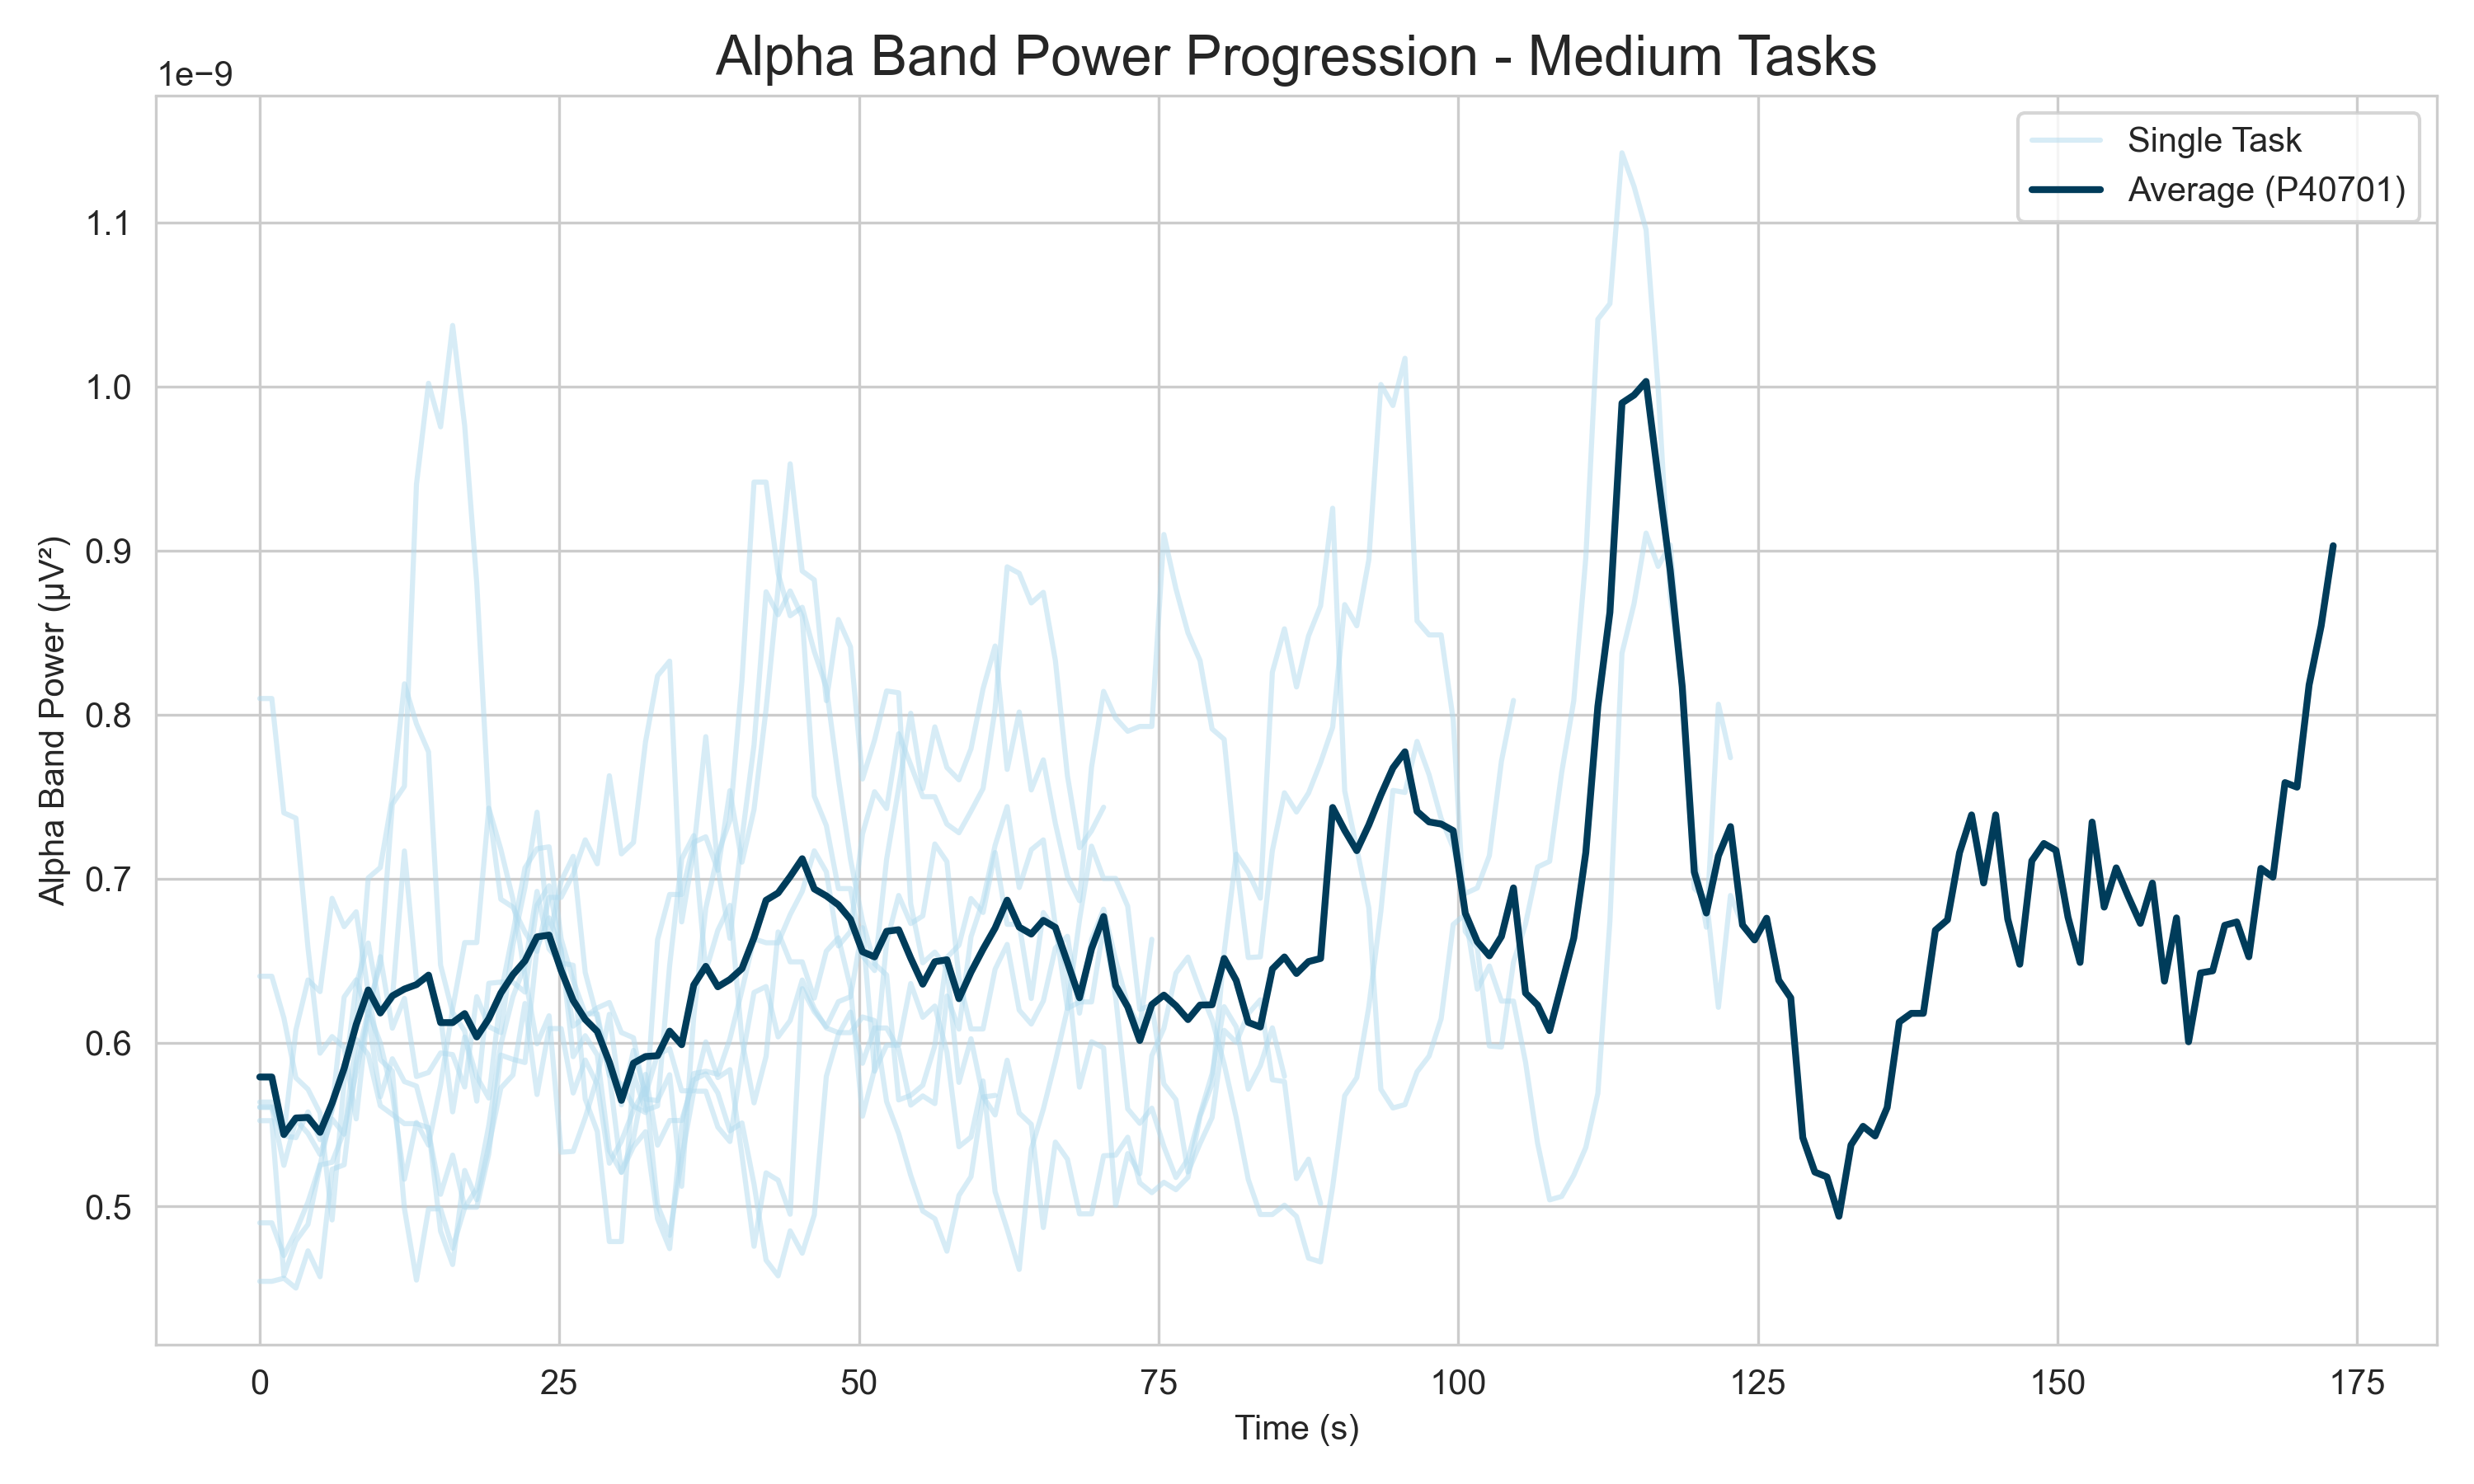 Alpha Band Power Progression - Medium Tasks
1e−9
Single Task
Average (P40701)
1.1
1.0
0.9
0.8
0.7
0.6
0.5
Alpha Band Power (µV²)
0 25 50 75 100 125 150 175
Time (s)